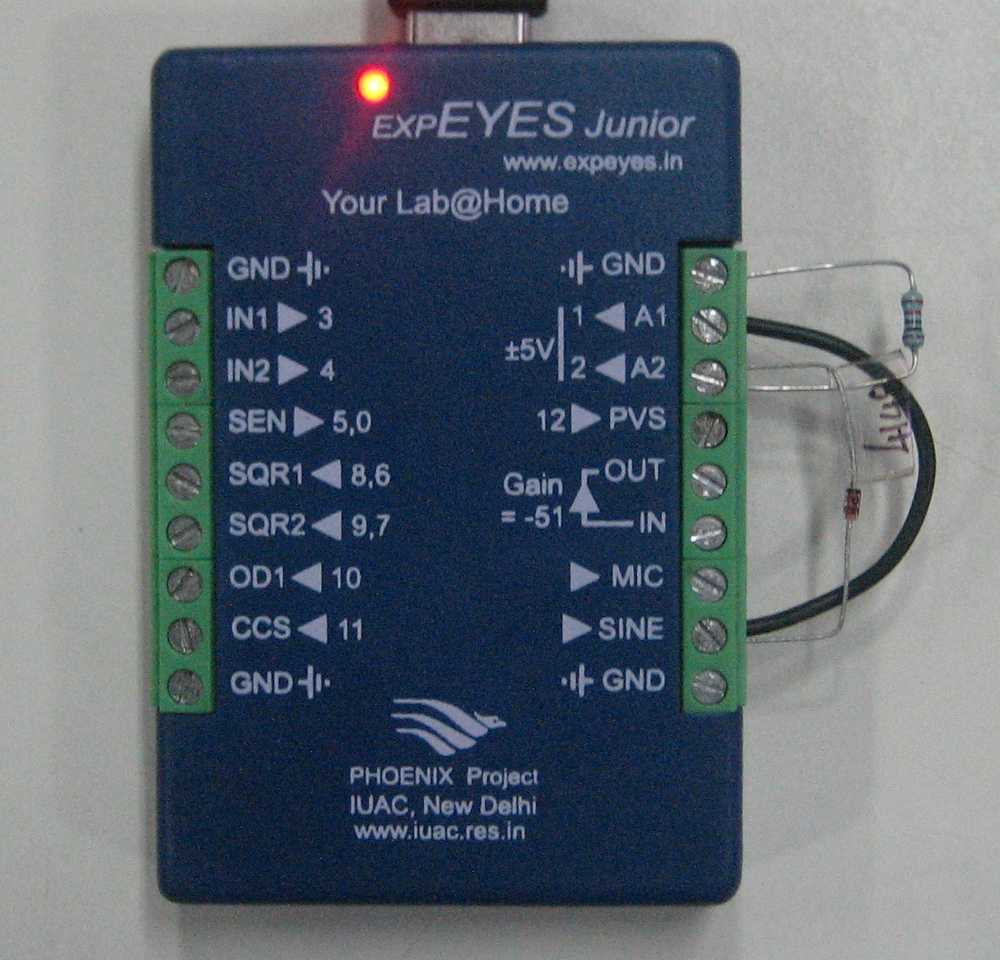 EXPEYES Junior
www.expeyes.in
Your Lab@Home
GND
IN1 3
IN2 4
SEN 5,0
SQR1 8,6
SQR2 9,7
OD1 10
CCS 11
GND
GND
1 A1
±5V
2 A2
12 PVS
OUT
Gain
= -51
IN
MIC
SINE
GND
PHOENIX Project
IUAC, New Delhi
www.iuac.res.in